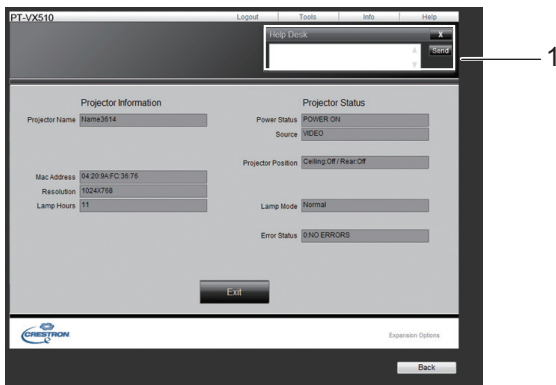 PT-VX510 Logout Tools Info Help
Help Desk X
Send
1
Projector Information Projector Status
Projector Name Name3614 Power Status POWER ON
Source VIDEO
Projector Position Ceiling:Off / Rear:Off
Mac Address 04:20:9A:FC:36:76
Resolution 1024X768
Lamp Hours 11 Lamp Mode Normal
Error Status 0:NO ERRORS
Exit
CRESTRON Expansion Options
Back